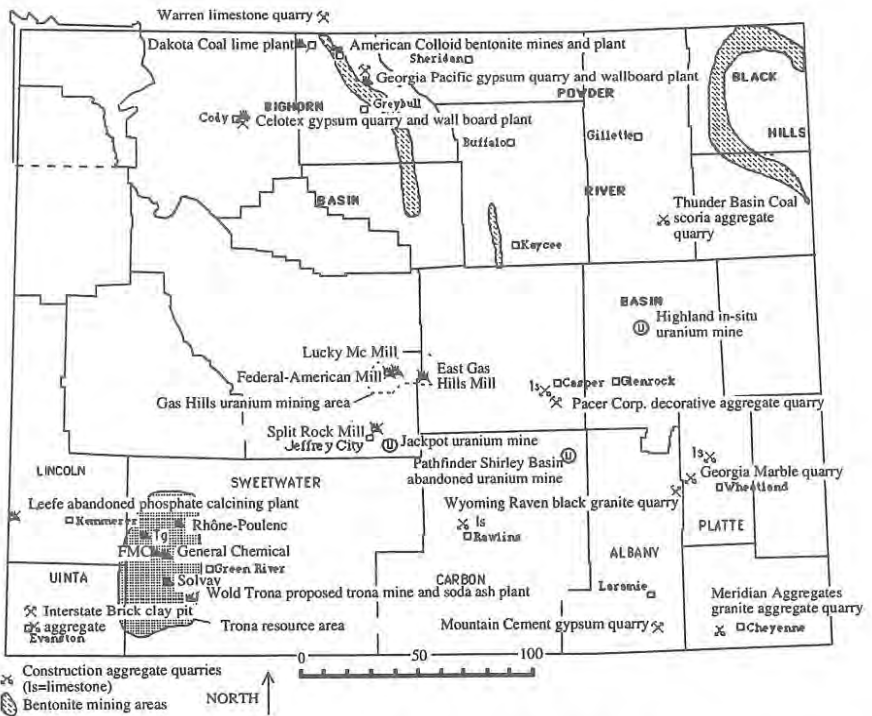 Warren limestone quarry
Dakota Coal lime plant
American Colloid bentonite mines and plant
Sheridan
Georgia Pacific gypsum quarry and wallboard plant
BLACK
POWDER
BIGHORN
Greybull
Cody
Celotex gypsum quarry and wall board plant
HILLS
Gillette
Buffalo
RIVER
BASIN
Thunder Basin Coal
scoria aggregate
quarry
Kaycee
BASIN
Highland in-situ
uranium mine
U
Lucky Mc Mill
Federal-American Mill
East Gas
Hills Mill
Gas Hills uranium mining area
ls
Casper
Glenrock
Pacer Corp. decorative aggregate quarry
Split Rock Mill
Jeffrey City
U
Jackpot uranium mine
Pathfinder Shirley Basin
abandoned uranium mine
U
ls
Georgia Marble quarry
Wheatland
LINCOLN
SWEETWATER
Leefe abandoned phosphate calcining plant
Kemmerer
Rhône-Poulenc
Tg
FMC
General Chemical
Green River
Solvay
Wold Trona proposed trona mine and soda ash plant
Wyoming Raven black granite quarry
ls
Rawlins
PLATTE
ALBANY
CARBON
Laramie
UINTA
Interstate Brick clay pit
aggregate
Evanston
Trona resource area
Mountain Cement gypsum quarry
Meridian Aggregates
granite aggregate quarry
Cheyenne
0 50 100
Construction aggregate quarries
(ls=limestone)
Bentonite mining areas
NORTH